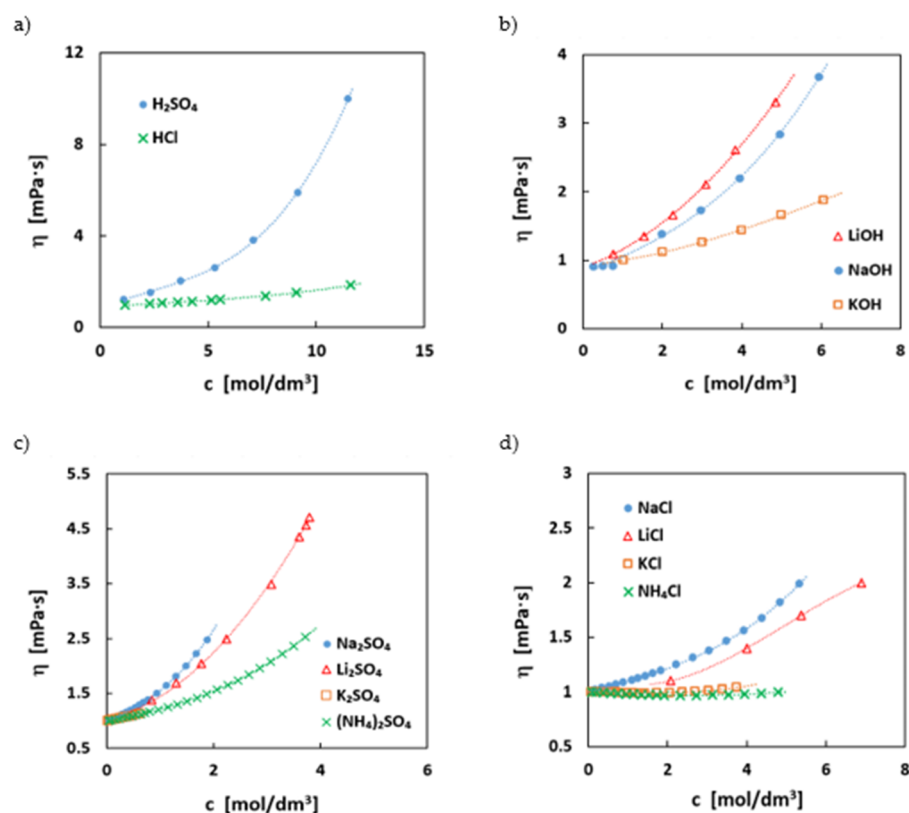 a)
12
8
4
0
η [mPa·s]
H₂SO₄
HCl
0 5 10 15
c [mol/dm³]
b)
4
3
2
1
0
η [mPa·s]
LiOH
NaOH
KOH
0 2 4 6 8
c [mol/dm³]
c)
5.5
4.5
3.5
2.5
1.5
0.5
η [mPa·s]
Na₂SO₄
Li₂SO₄
K₂SO₄
(NH₄)₂SO₄
0 2 4 6
c [mol/dm³]
d)
3
2.5
2
1.5
1
0.5
η [mPa·s]
NaCl
LiCl
KCl
NH₄Cl
0 2 4 6 8
c [mol/dm³]